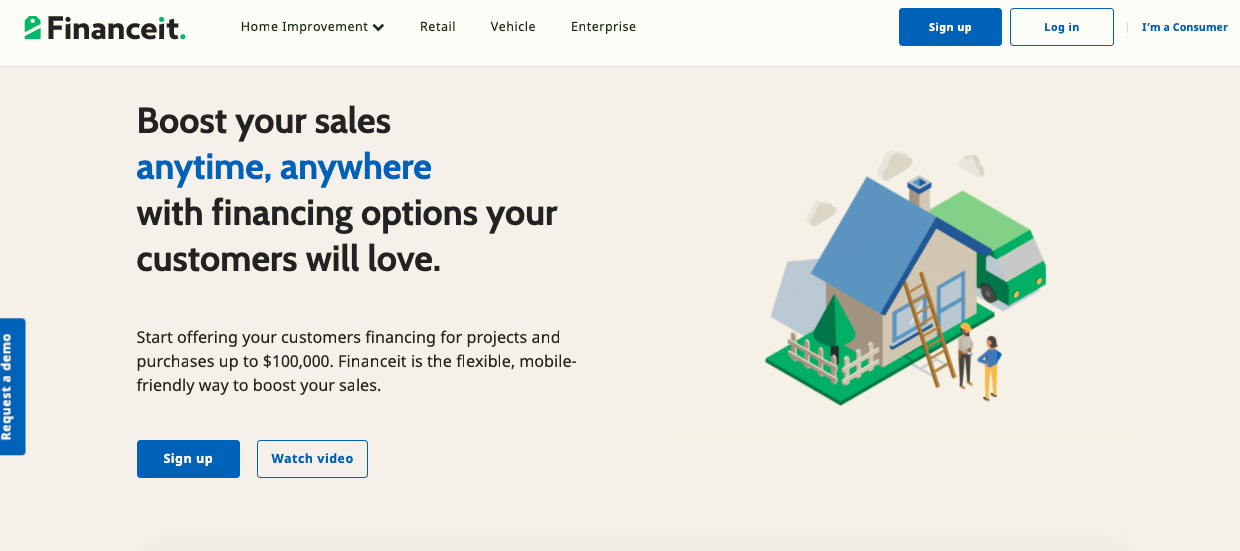 Financeit.
Home Improvement
Retail
Vehicle
Enterprise
Sign up
Log in
I'm a Consumer
Boost your sales
anytime, anywhere
with financing options your
customers will love.
Start offering your customers financing for projects and
purchases up to $100,000. Financeit is the flexible, mobile-
friendly way to boost your sales.
Sign up
Watch video
Request a demo